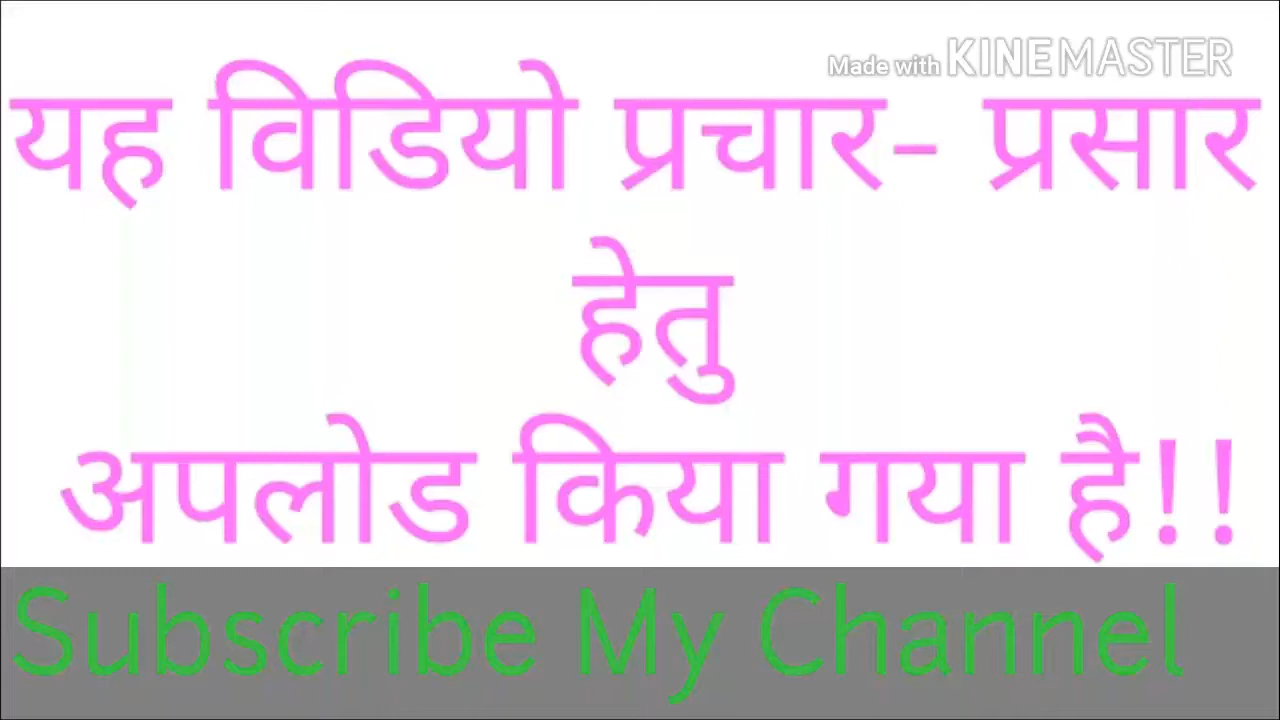 Made with KINEMASTER
यह विडियो प्रचार- प्रसार
हेतु
अपलोड किया गया है!!
Subscribe My Channel